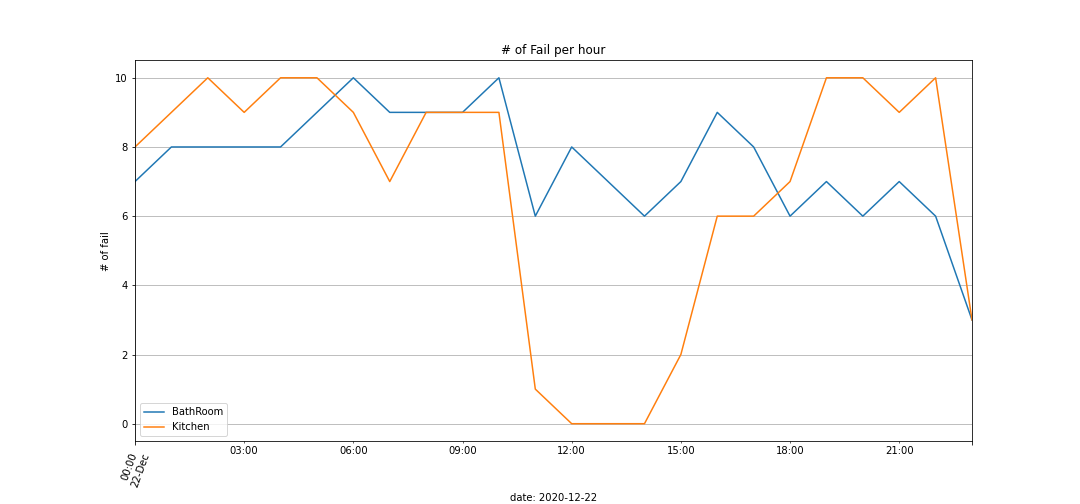 # of Fail per hour
10
8
6
4
2
0
# of fail
BathRoom
Kitchen
00:00
22-Dec
03:00
06:00
09:00
12:00
15:00
18:00
21:00
date: 2020-12-22